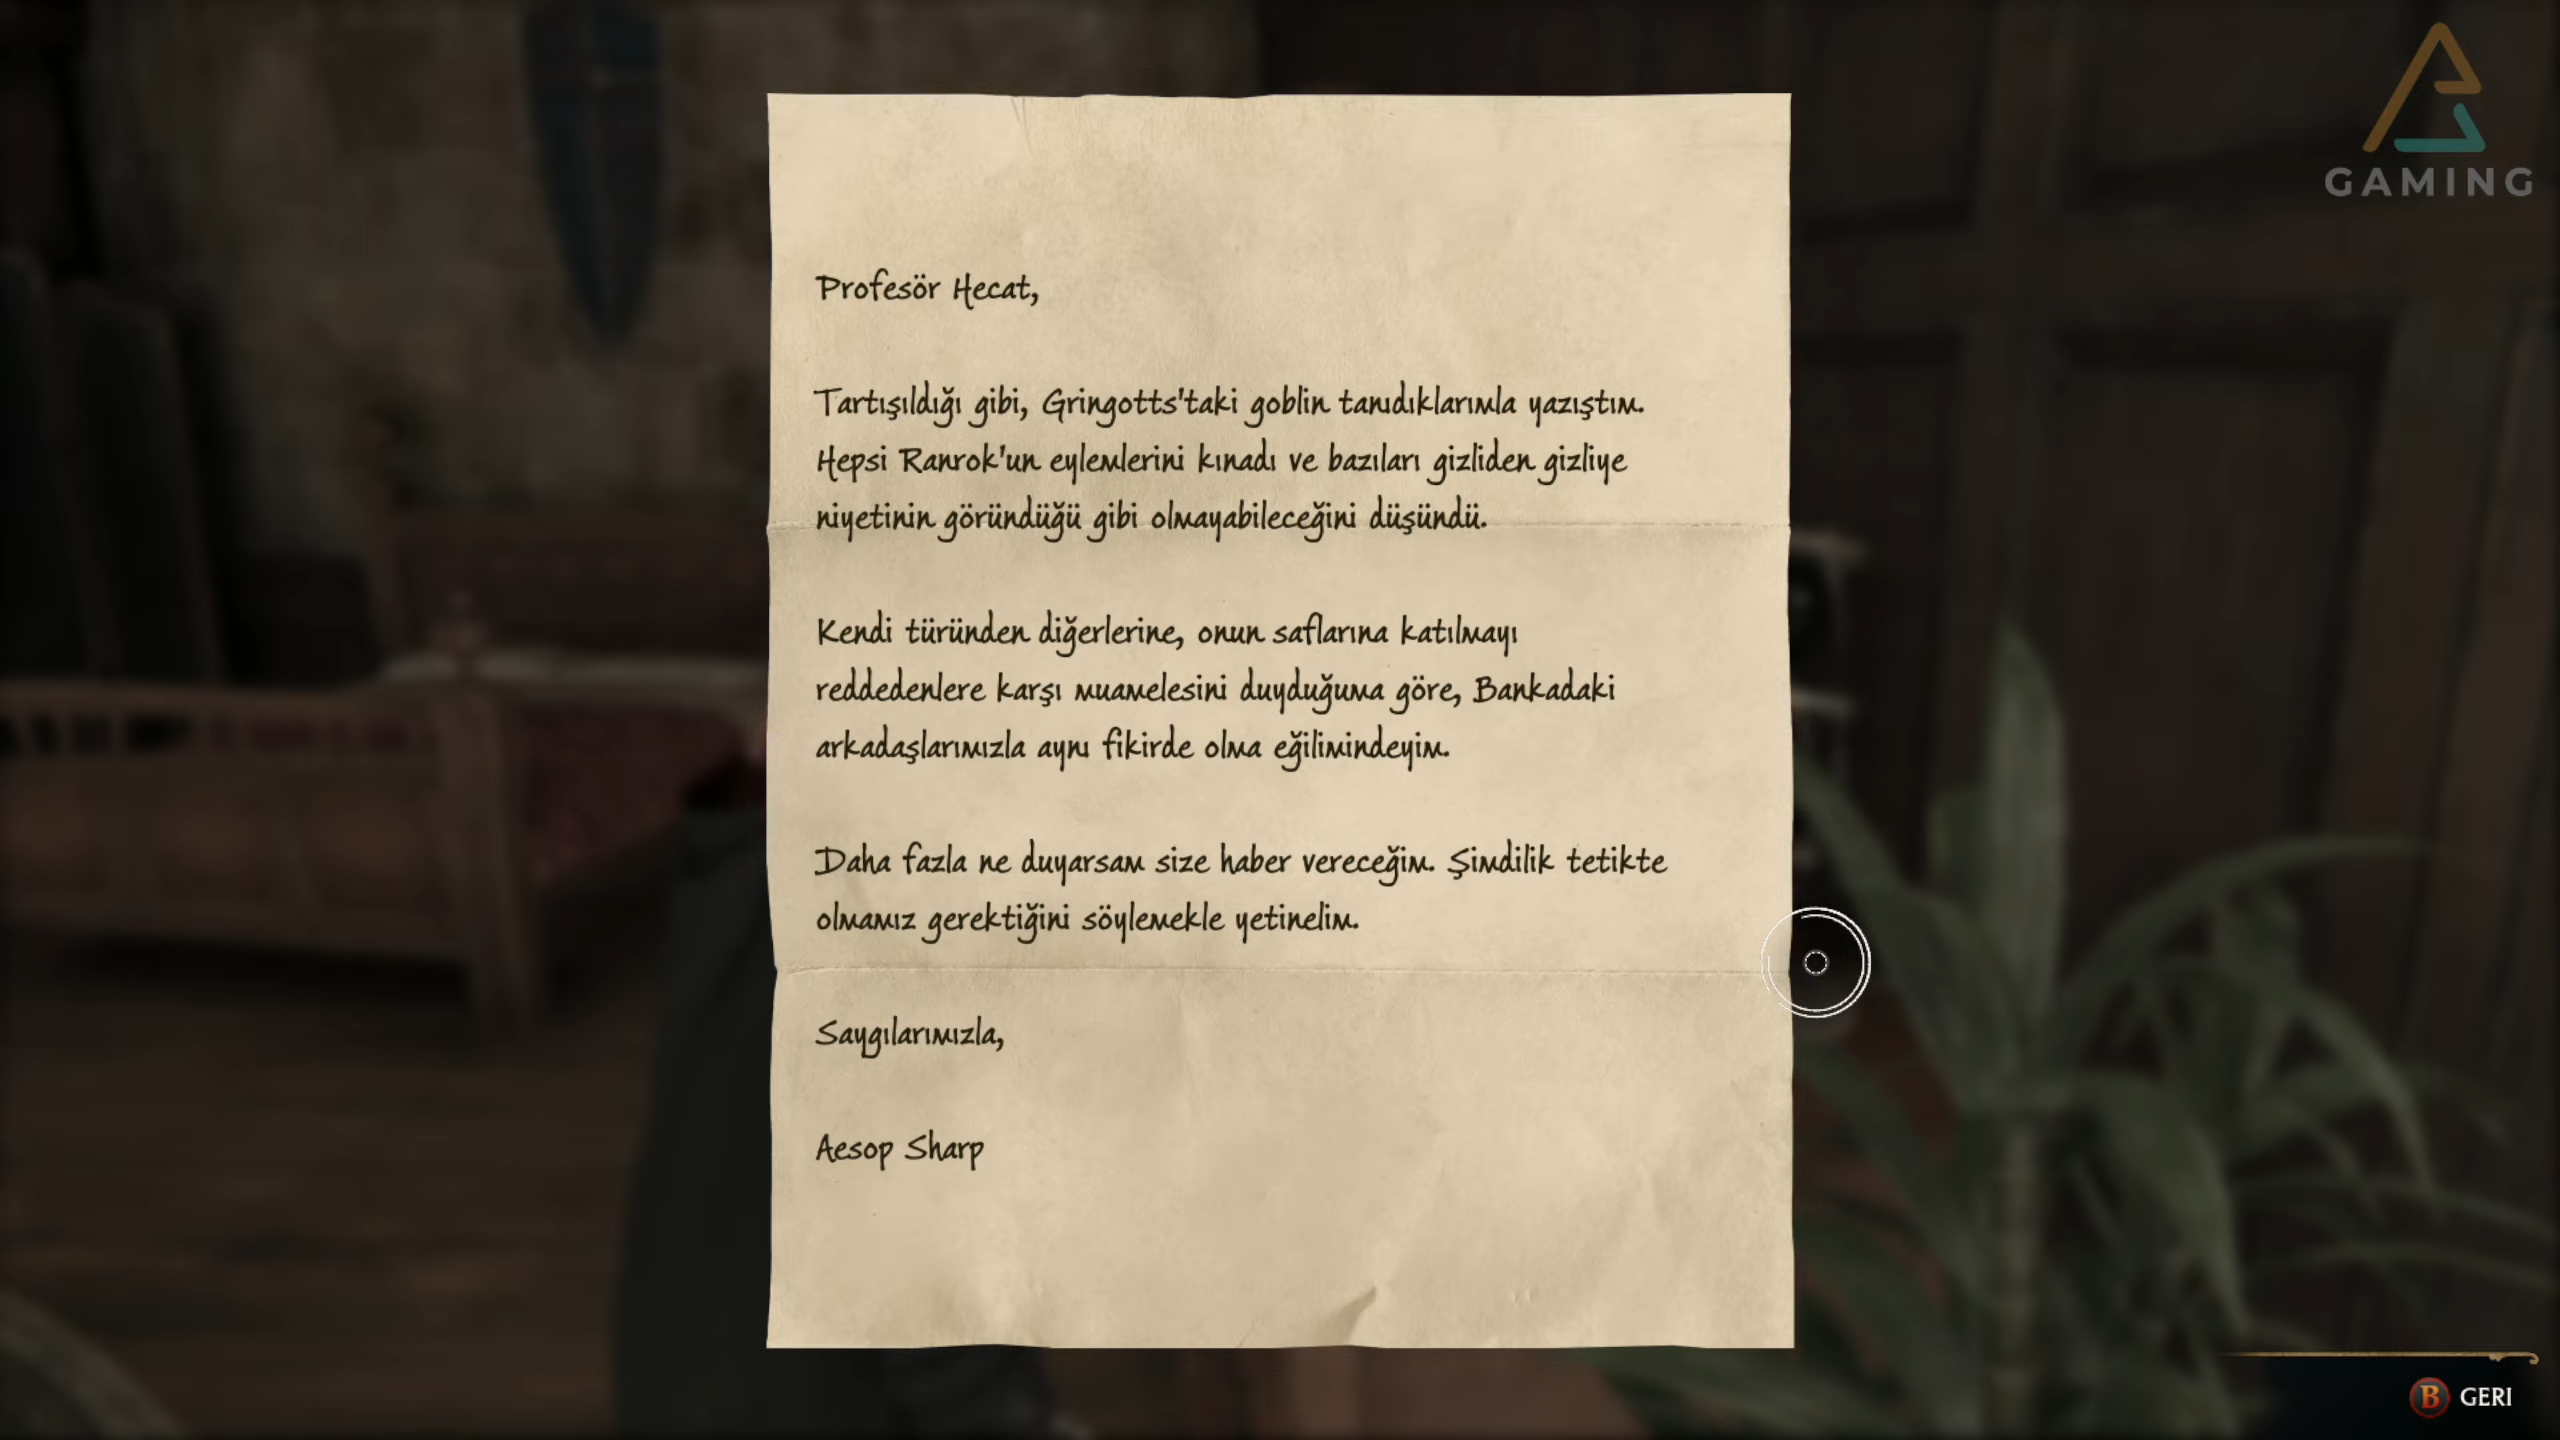 GAMING
Profesör Hecat,
Tartışıldığı gibi, Gringotts'taki goblin tanıdıklarımla yazıştım.
Hepsi Ranrok'un eylemlerini kınadı ve bazıları gizliden gizliye
niyetinin göründüğü gibi olmayabileceğini düşündü.
Kendi türünden diğerlerine, onun saflarına katılmayı
reddedenlere karşı muamelesini duyduğuma göre, Bankadaki
arkadaşlarımızla aynı fikirde olma eğilimindeyim.
Daha fazla ne duyarsam size haber vereceğim. Şimdilik tetikte
olmamız gerektiğini söylemekle yetinelim.
Saygılarımızla,
Aesop Sharp
B GERI